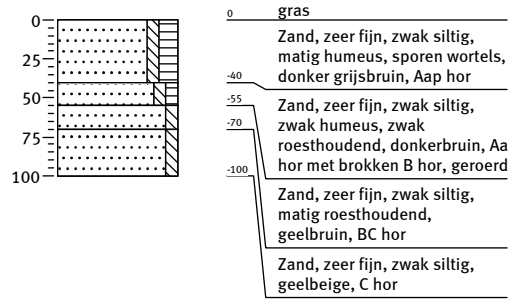 0
25
50
75
100
0
gras
Zand, zeer fijn, zwak siltig,
matig humeus, sporen wortels,
donker grijsbruin, Aap hor
-40
Zand, zeer fijn, zwak siltig,
zwak humeus, zwak
roesthoudend, donkerbruin, Aa
hor met brokken B hor, geroerd
-55
Zand, zeer fijn, zwak siltig,
matig roesthoudend,
geelbruin, BC hor
-70
Zand, zeer fijn, zwak siltig,
geelbeige, C hor
-100